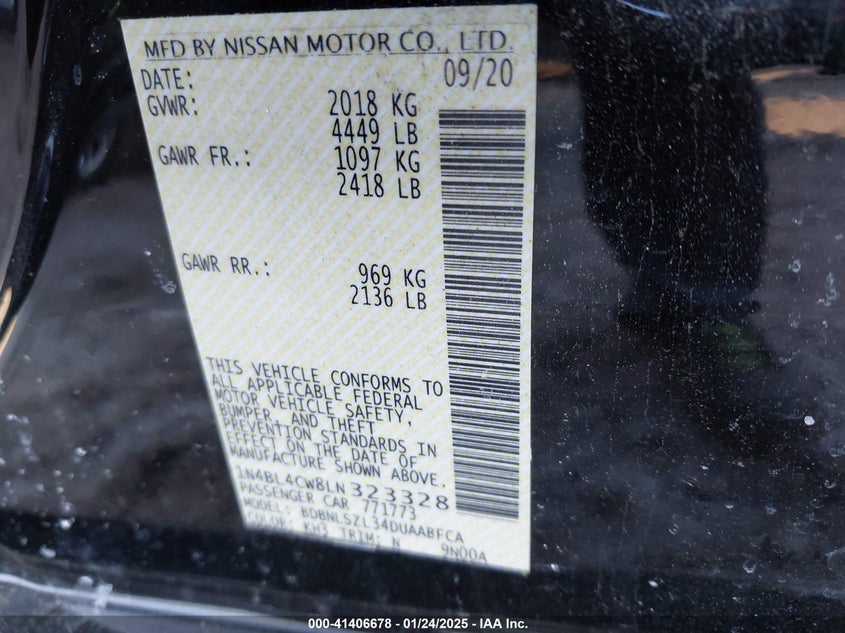 MFD BY NISSAN MOTOR CO., LTD.
DATE: 09/20
GVWR: 2018 KG
4449 LB
GAWR FR.: 1097 KG
2418 LB
GAWR RR.: 969 KG
2136 LB
THIS VEHICLE CONFORMS TO
ALL APPLICABLE FEDERAL
MOTOR VEHICLE SAFETY,
BUMPER, AND THEFT
PREVENTION STANDARDS IN
EFFECT ON THE DATE OF
MANUFACTURE SHOWN ABOVE.
1N4BL4CW8LN323328
PASSENGER CAR 771773
MODEL: BDBNLSZL34DUAABFCA
COLOR: KH3 TRIM: N 9N00A
000-41406678 - 01/24/2025 - IAA Inc.